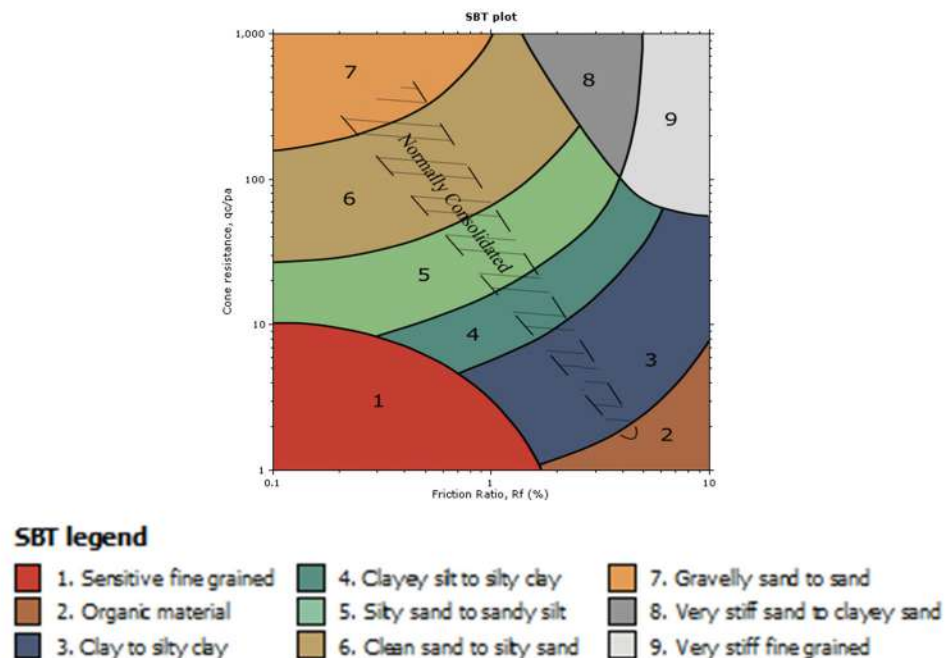 SBT plot
1,000
7
8
9
100
Normally Consolidated
6
5
10
4
3
1
2
1
0.1
1
10
Cone resistance, qc/pa
Friction Ratio, Rf (%)
SBT legend
1. Sensitive fine grained
4. Clayey silt to silty clay
7. Gravelly sand to sand
2. Organic material
5. Silty sand to sandy silt
8. Very stiff sand to clayey sand
3. Clay to silty clay
6. Clean sand to silty sand
9. Very stiff fine grained